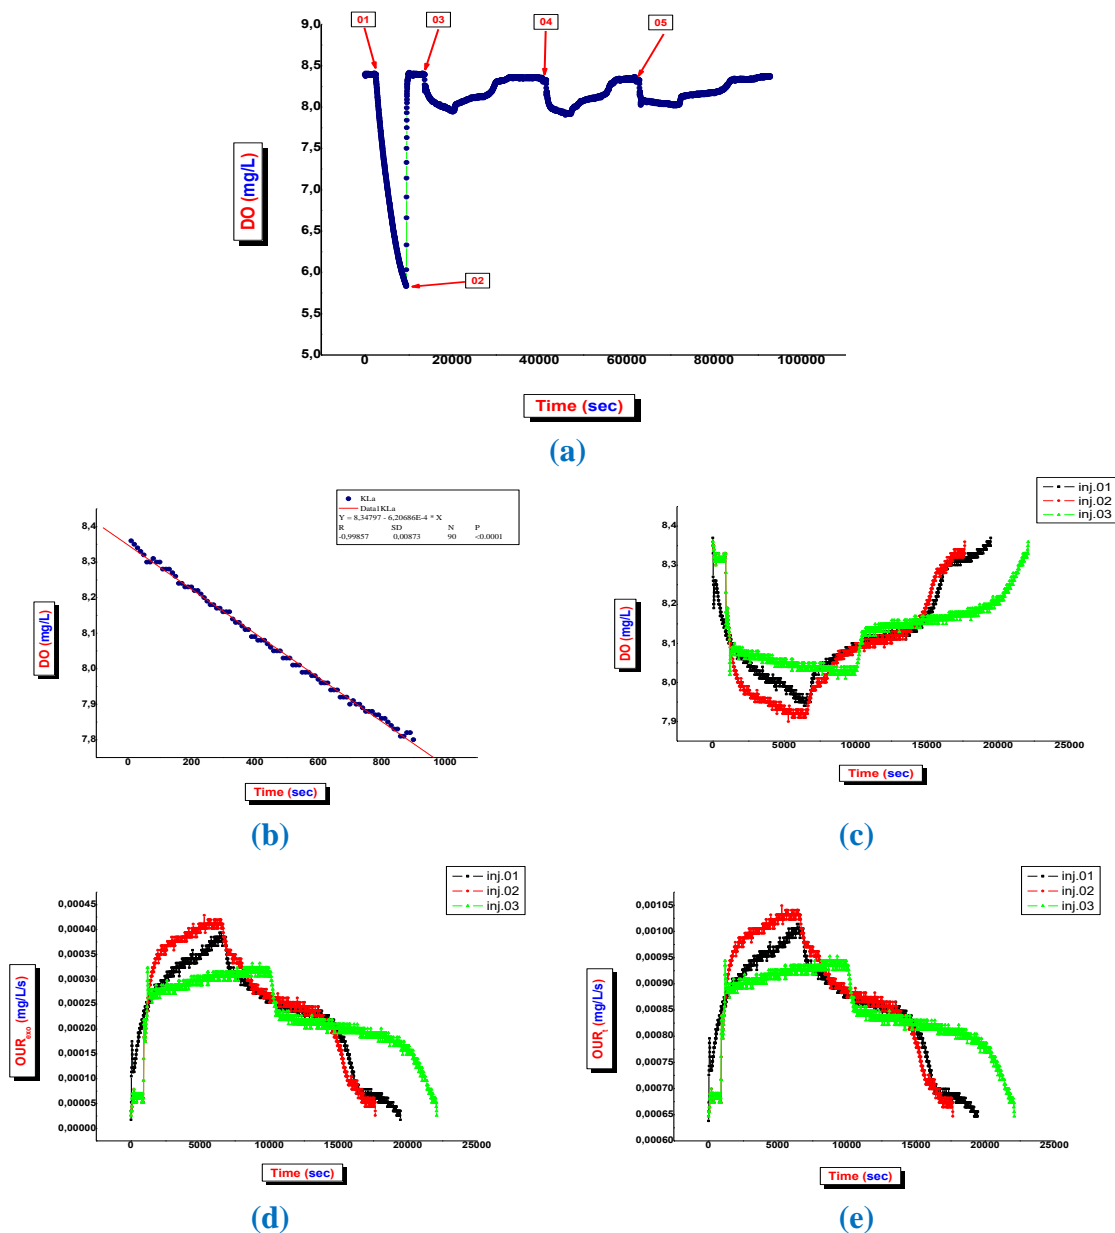 01
03
04
05
02
9,0
8,5
8,0
7,5
7,0
6,5
6,0
5,5
5,0
DO (mg/L)
0 20000 40000 60000 80000 100000
Time (sec)
(a)
KLa
Data1KLa
Y = 8,34797 - 6,20686E-4 * X
R SD N P
-0,99857 0,00873 90 <0.0001
8,4
8,3
8,2
8,1
8,0
7,9
7,8
DO (mg/L)
0 200 400 600 800 1000
Time (sec)
(b)
inj.01
inj.02
inj.03
8,4
8,3
8,2
8,1
8,0
7,9
DO (mg/L)
0 5000 10000 15000 20000 25000
Time (sec)
(c)
inj.01
inj.02
inj.03
0,00045
0,00040
0,00035
0,00030
0,00025
0,00020
0,00015
0,00010
0,00005
0,00000
OURexo (mg/L/s)
0 5000 10000 15000 20000 25000
Time (sec)
(d)
inj.01
inj.02
inj.03
0,00105
0,00100
0,00095
0,00090
0,00085
0,00080
0,00075
0,00070
0,00065
0,00060
OURt (mg/L/s)
0 5000 10000 15000 20000 25000
Time (sec)
(e)